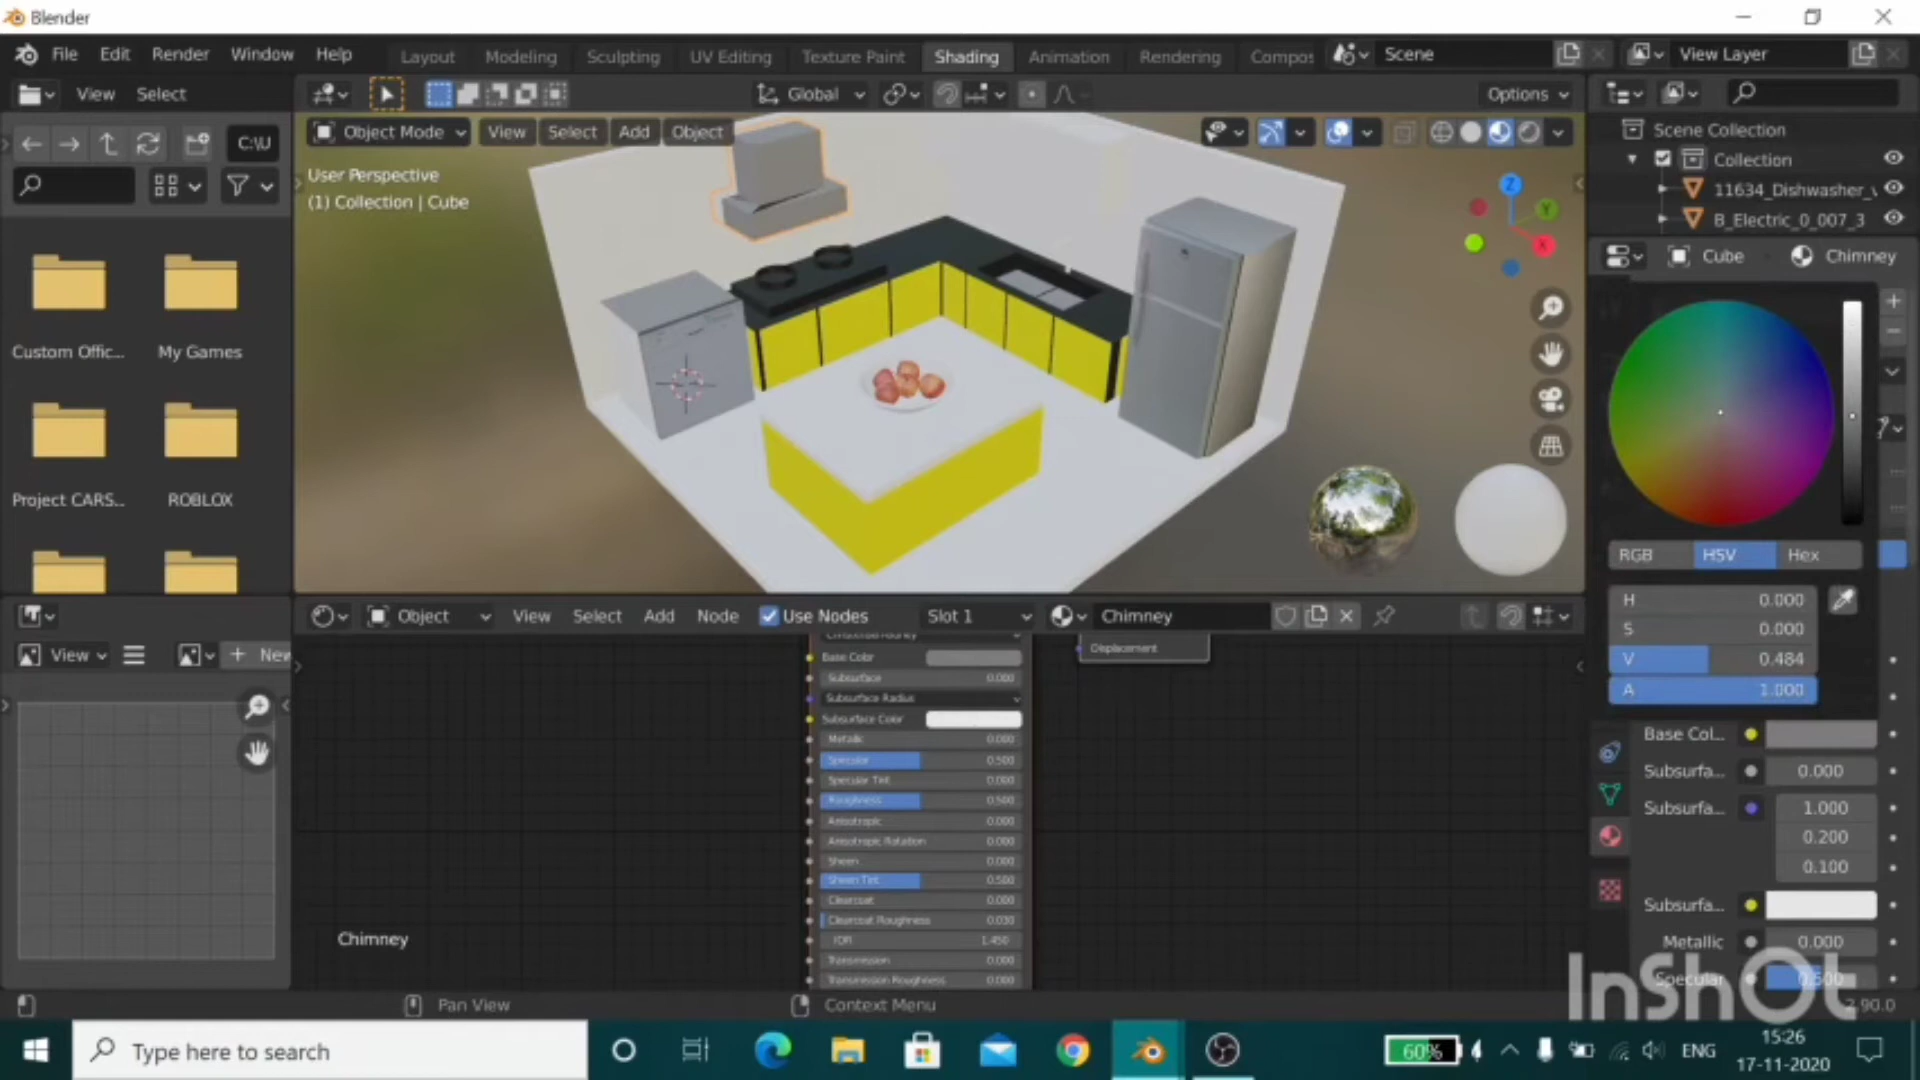 Blender
File Edit Render Window Help
Layout Modeling Sculpting UV Editing Texture Paint Shading Animation Rendering Compos
Scene
View Layer
View Select
Global
Options
C:\U
Object Mode View Select Add Object
User Perspective
(1) Collection | Cube
Z
Y
X
Scene Collection
Collection
11634_Dishwasher_v
B_Electric_0_007_3
Cube Chimney
Custom Offic...
My Games
Project CARS...
ROBLOX
RGB HSV Hex
H 0.000
S 0.000
V 0.484
A 1.000
Object View Select Add Node Use Nodes Slot 1 Chimney
View
New
Displacement
Base Color
Subsurface 0.000
Subsurface Radius
Subsurface Color
Metallic 0.000
Specular 0.500
Specular Tint 0.000
Roughness 0.500
Anisotropic 0.000
Anisotropic Rotation 0.000
Sheen 0.000
Sheen Tint 0.500
Clearcoat 0.000
Clearcoat Roughness 0.030
IOR 1.450
Transmission 0.000
Transmission Roughness 0.000
Chimney
Base Col...
Subsurfa... 0.000
Subsurfa... 1.000
0.200
0.100
Subsurfa...
Metallic 0.000
Specular 0.500
InShOt
2.90.0
Pan View
Context Menu
Type here to search
60%
ENG
15:26
17-11-2020